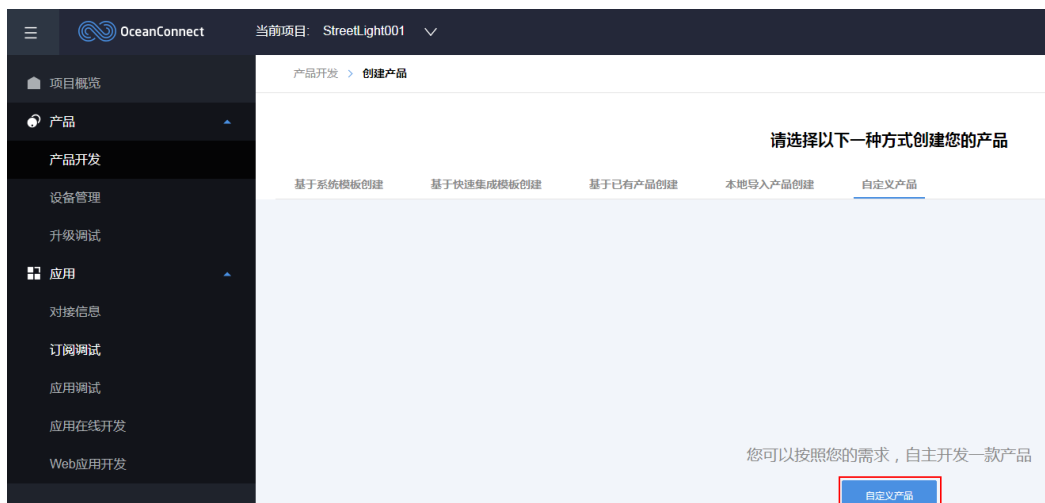 OceanConnect 当前项目: StreetLight001
项目概览
产品
产品开发
设备管理
升级调试
应用
对接信息
订阅调试
应用调试
应用在线开发
Web应用开发
产品开发 > 创建产品
请选择以下一种方式创建您的产品
基于系统模板创建 基于快速集成模板创建 基于已有产品创建 本地导入产品创建 自定义产品
您可以按照您的需求，自主开发一款产品
自定义产品